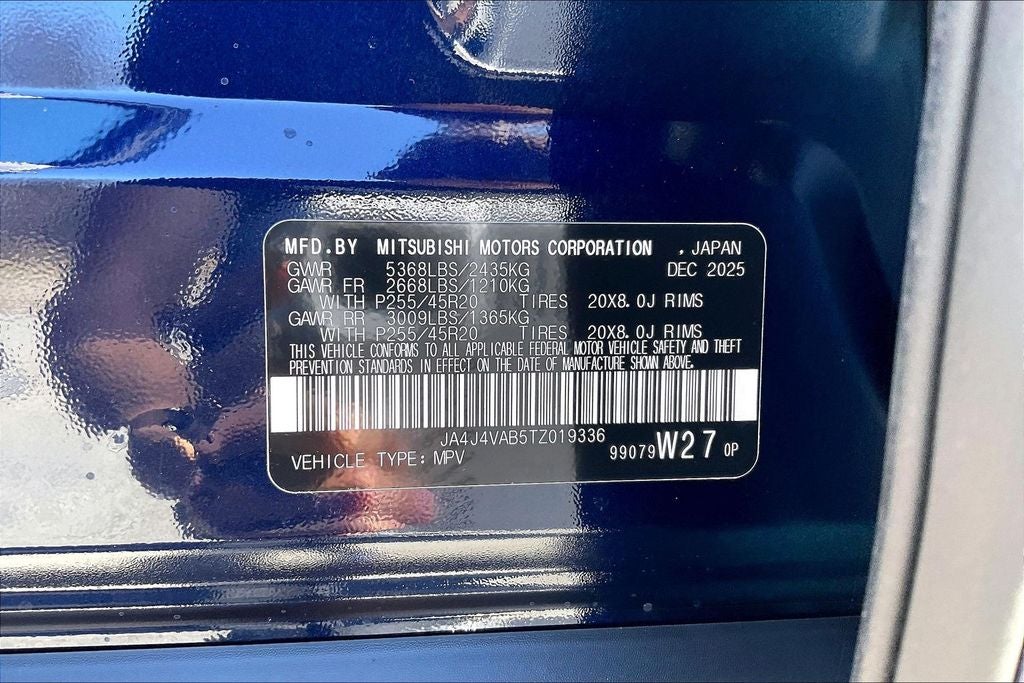 MFD.BY MITSUBISHI MOTORS CORPORATION , JAPAN
GWR 5368LBS/2435KG DEC 2025
GAWR FR 2668LBS/1210KG
WITH P255/45R20 TIRES 20X8.0J RIMS
GAWR RR 3009LBS/1365KG
WITH P255/45R20 TIRES 20X8.0J RIMS
THIS VEHICLE CONFORMS TO ALL APPLICABLE FEDERAL MOTOR VEHICLE SAFETY AND THEFT
PREVENTION STANDARDS IN EFFECT ON THE DATE OF MANUFACTURE SHOWN ABOVE.
JA4J4VAB5TZ019336
VEHICLE TYPE: MPV 99079 W27 0P